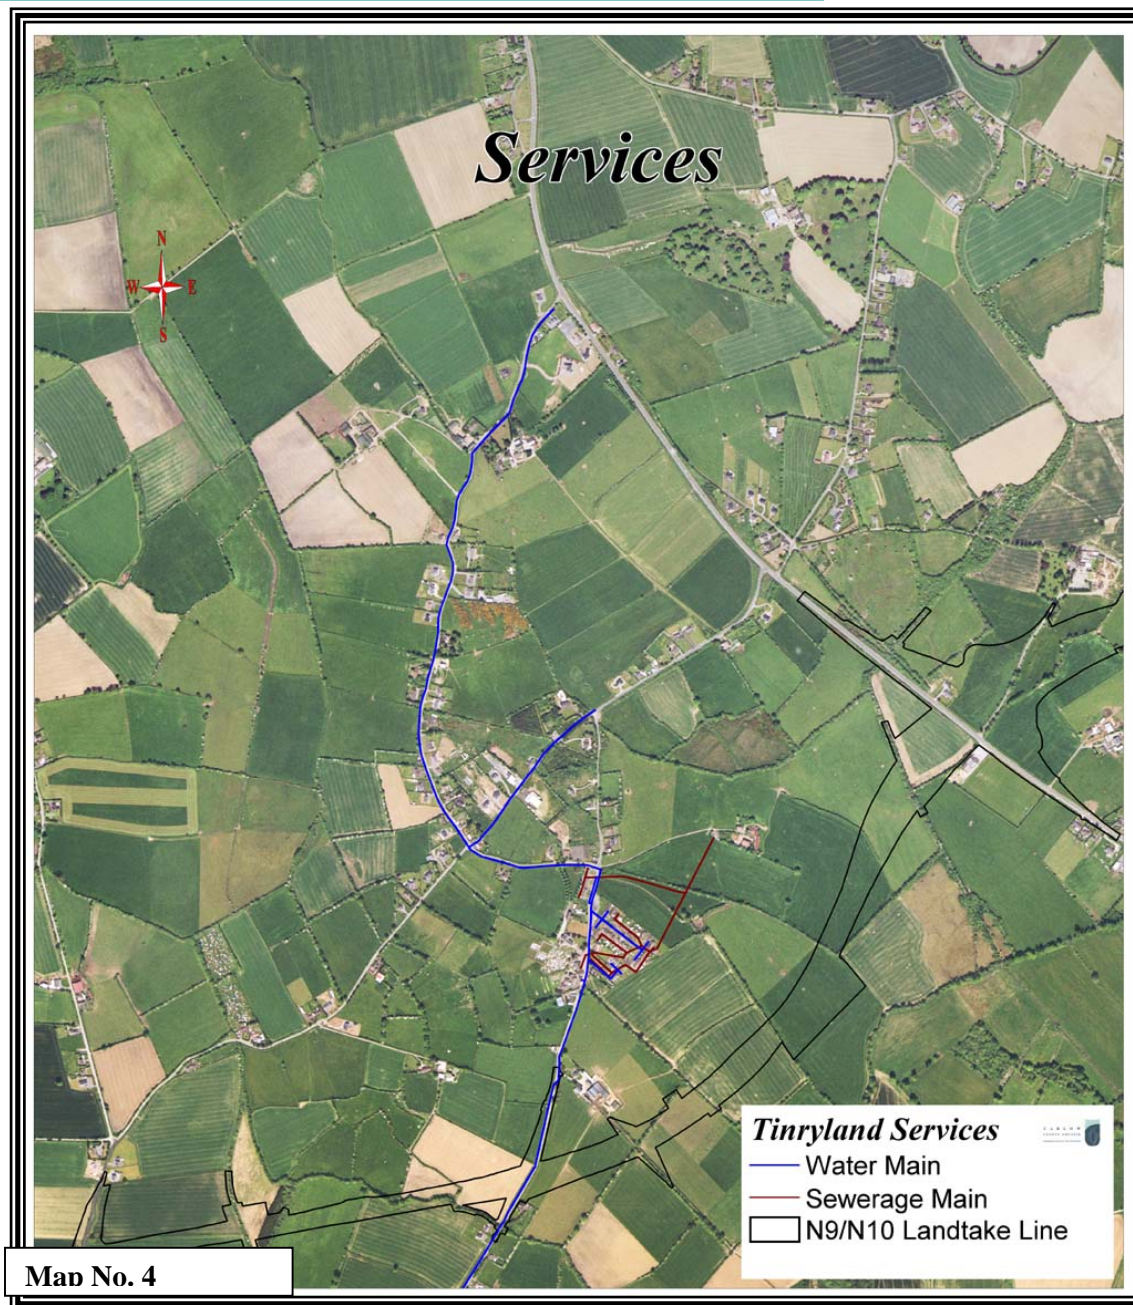 Services
N
W E
S
Tinryland Services
Water Main
Sewerage Main
N9/N10 Landtake Line
Map No. 4